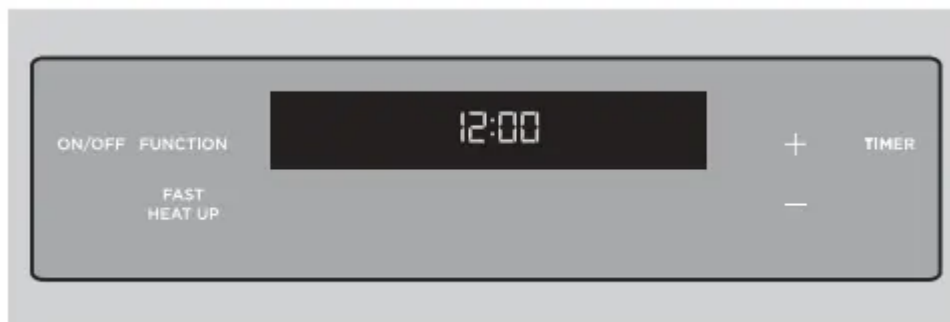 12:00
ON/OFF FUNCTION + TIMER
FAST
HEAT UP
—